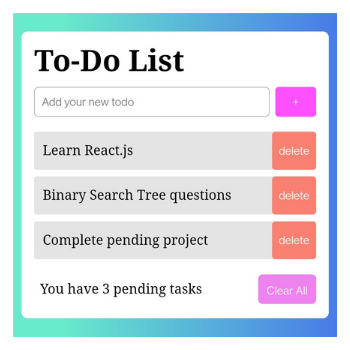 To-Do List
Add your new todo +
Learn React.js delete
Binary Search Tree questions delete
Complete pending project delete
You have 3 pending tasks Clear All